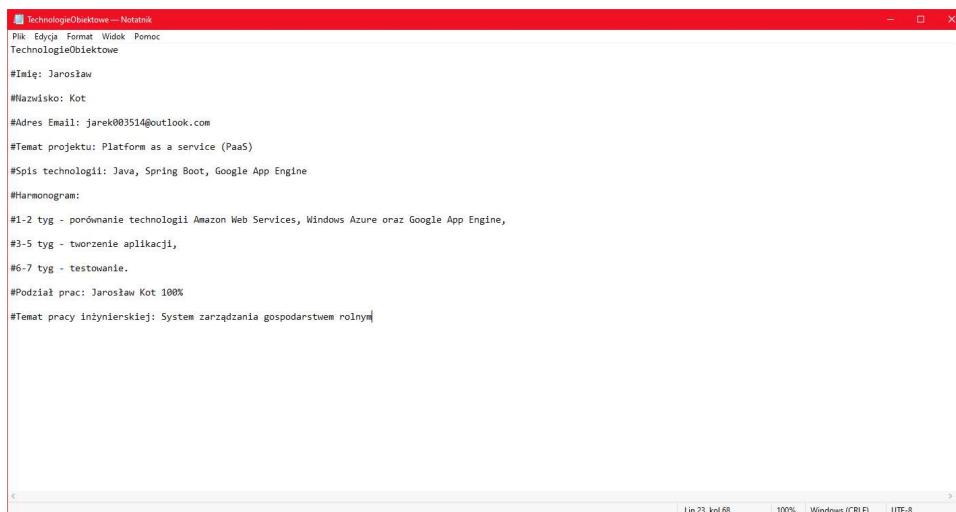 TechnologieObiektowe — Notatnik
Plik Edycja Format Widok Pomoc
TechnologieObiektowe
#Imię: Jarosław
#Nazwisko: Kot
#Adres Email: jarek003514@outlook.com
#Temat projektu: Platform as a service (PaaS)
#Spis technologii: Java, Spring Boot, Google App Engine
#Harmonogram:
#1-2 tyg - porównanie technologii Amazon Web Services, Windows Azure oraz Google App Engine,
#3-5 tyg - tworzenie aplikacji,
#6-7 tyg - testowanie.
#Podział prac: Jarosław Kot 100%
#Temat pracy inżynierskiej: System zarządzania gospodarstwem rolnym
Lin 23, kol 68 100% Windows (CRLF) UTF-8